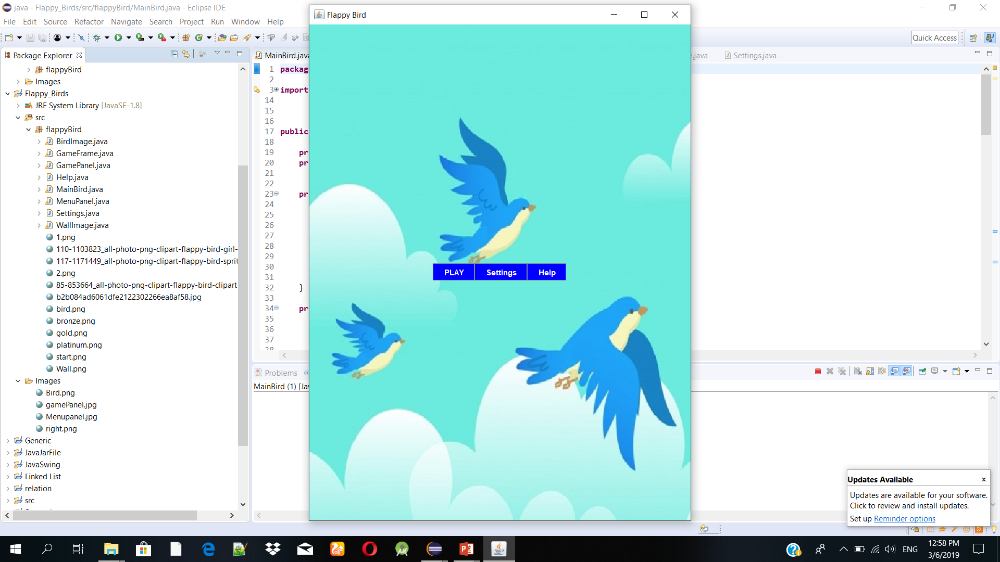 java - Flappy_Birds/src/flappyBird/MainBird.java - Eclipse IDE
File Edit Source Refactor Navigate Search Project Run Window Help
Quick Access
Package Explorer
flappyBird
Images
Flappy_Birds
JRE System Library [JavaSE-1.8]
src
flappyBird
BirdImage.java
GameFrame.java
GamePanel.java
Help.java
MainBird.java
MenuPanel.java
Settings.java
WallImage.java
1.png
110-1103823_all-photo-png-clipart-flappy-bird-girl-
117-1171449_all-photo-png-clipart-flappy-bird-sprit
2.png
85-853664_all-photo-png-clipart-flappy-bird-clipart
b2b084ad6061dfe2122302266ea8af58.jpg
bird.png
bronze.png
gold.png
platinum.png
start.png
Wall.png
Images
Bird.png
gamePanel.jpg
Menupanel.jpg
right.png
Generic
JavaJarFile
JavaSwing
Linked List
relation
src
MainBird.java
e.java
Settings.java
1 packag
2
3 import
14
15
16
17 public
18
19 pr
20 pr
21
22
23 pr
24
25
26
27
28
29
30
31
32 }
33
34 pr
35
36
37
38
Flappy Bird
PLAY Settings Help
Problems @
MainBird (1) [Jav
Updates Available x
Updates are available for your software.
Click to review and install updates.
Set up Reminder options
ENG
12:58 PM
3/6/2019